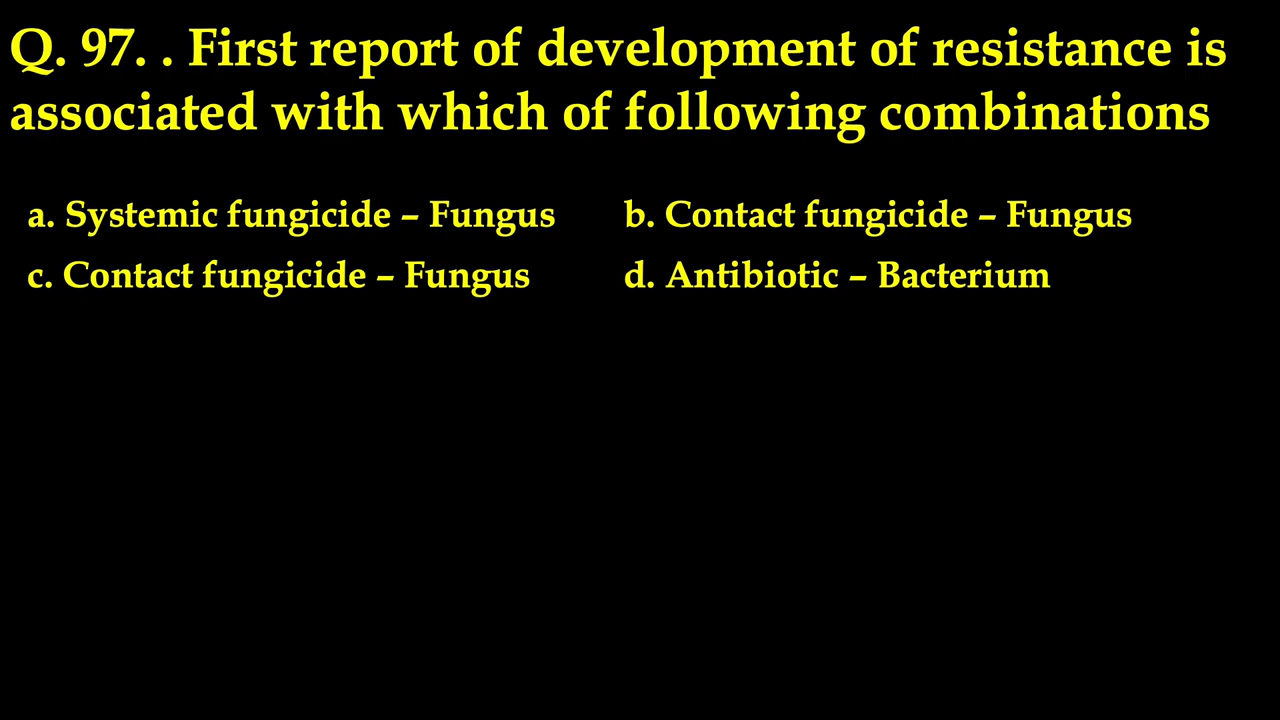 Q. 97. . First report of development of resistance is
associated with which of following combinations
a. Systemic fungicide – Fungus b. Contact fungicide – Fungus
c. Contact fungicide – Fungus d. Antibiotic – Bacterium